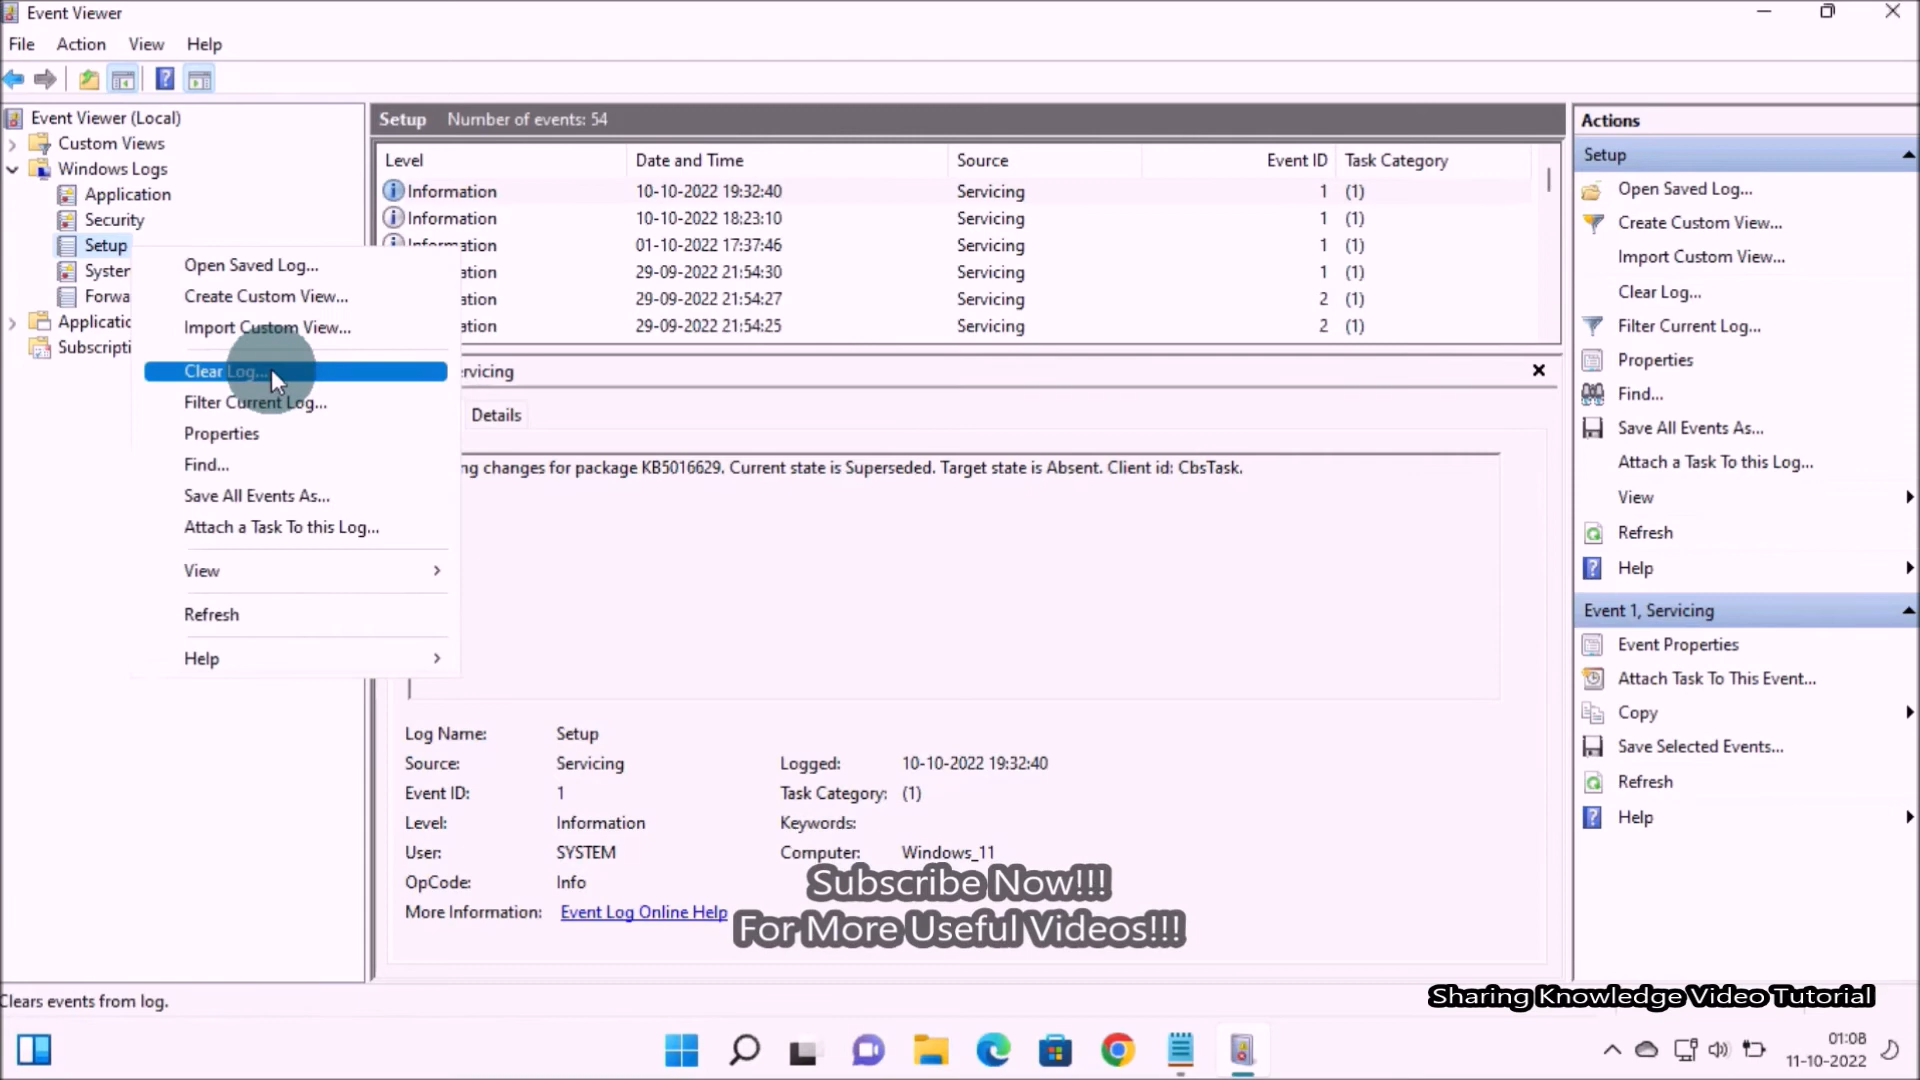 Event Viewer
File Action View Help
Event Viewer (Local)
Custom Views
Windows Logs
Application
Security
Setup
Syster
Forwa
Applicatio
Subscripti
Open Saved Log...
Create Custom View...
Import Custom View...
Clear Log...
Filter Current Log...
Properties
Find...
Save All Events As...
Attach a Task To this Log...
View
Refresh
Help
Setup Number of events: 54
Level Date and Time Source Event ID Task Category
Information 10-10-2022 19:32:40 Servicing 1 (1)
Information 10-10-2022 18:23:10 Servicing 1 (1)
Information 01-10-2022 17:37:46 Servicing 1 (1)
ation 29-09-2022 21:54:30 Servicing 1 (1)
ation 29-09-2022 21:54:27 Servicing 2 (1)
ation 29-09-2022 21:54:25 Servicing 2 (1)
ervicing
Details
ng changes for package KB5016629. Current state is Superseded. Target state is Absent. Client id: CbsTask.
Log Name: Setup
Source: Servicing Logged: 10-10-2022 19:32:40
Event ID: 1 Task Category: (1)
Level: Information Keywords:
User: SYSTEM Computer: Windows_11
OpCode: Info
More Information: Event Log Online Help
Subscribe Now!!!
For More Useful Videos!!!
Actions
Setup
Open Saved Log...
Create Custom View...
Import Custom View...
Clear Log...
Filter Current Log...
Properties
Find...
Save All Events As...
Attach a Task To this Log...
View
Refresh
Help
Event 1, Servicing
Event Properties
Attach Task To This Event...
Copy
Save Selected Events...
Refresh
Help
Clears events from log.
Sharing Knowledge Video Tutorial
01:08
11-10-2022